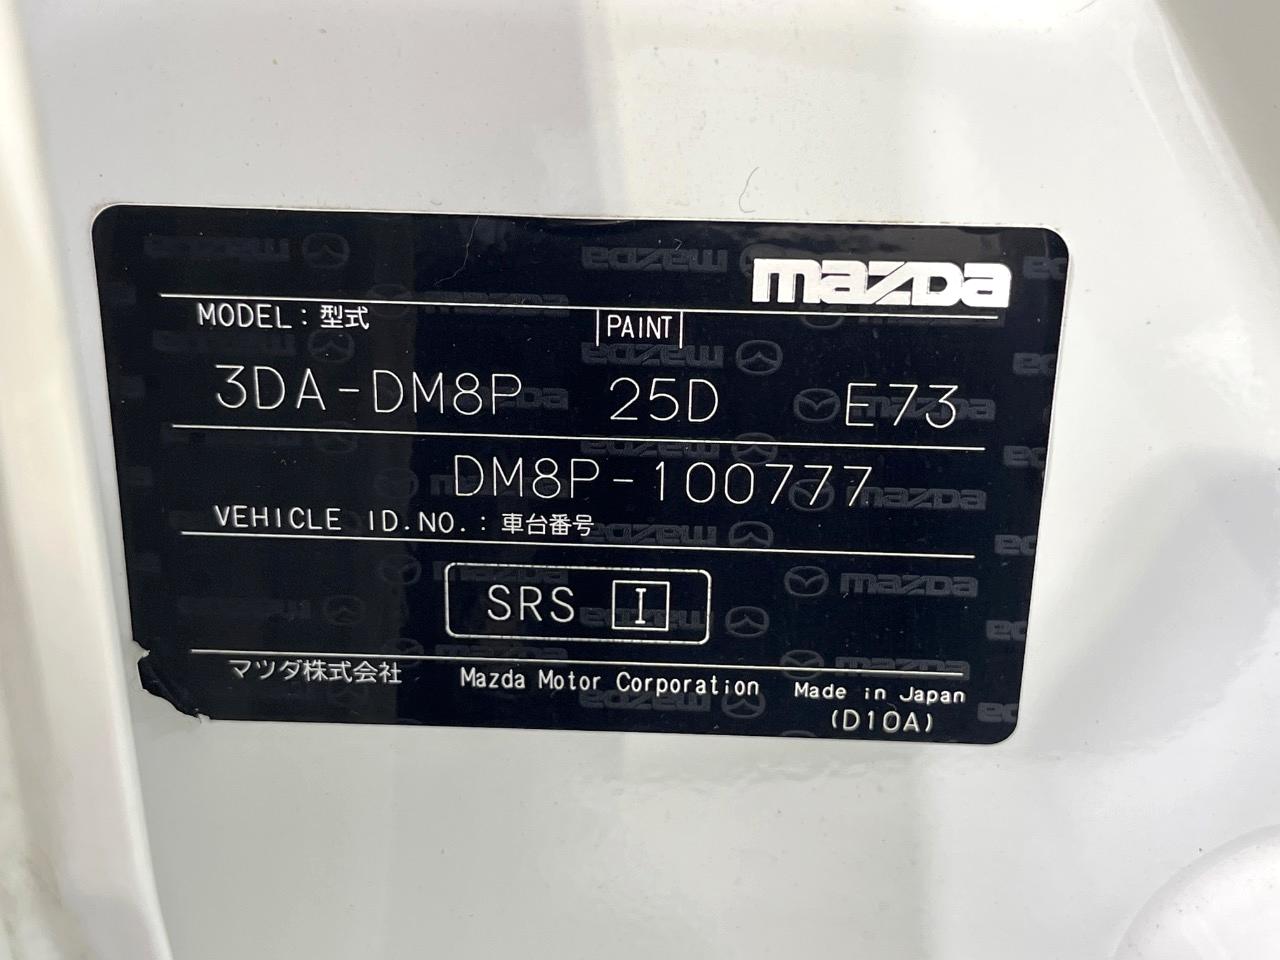 mazda
MODEL：型式 PAINT
3DA-DM8P 25D E73
DM8P-100777
VEHICLE ID.NO.：車台番号
SRS I
マツダ株式会社 Mazda Motor Corporation Made in Japan
(D10A)